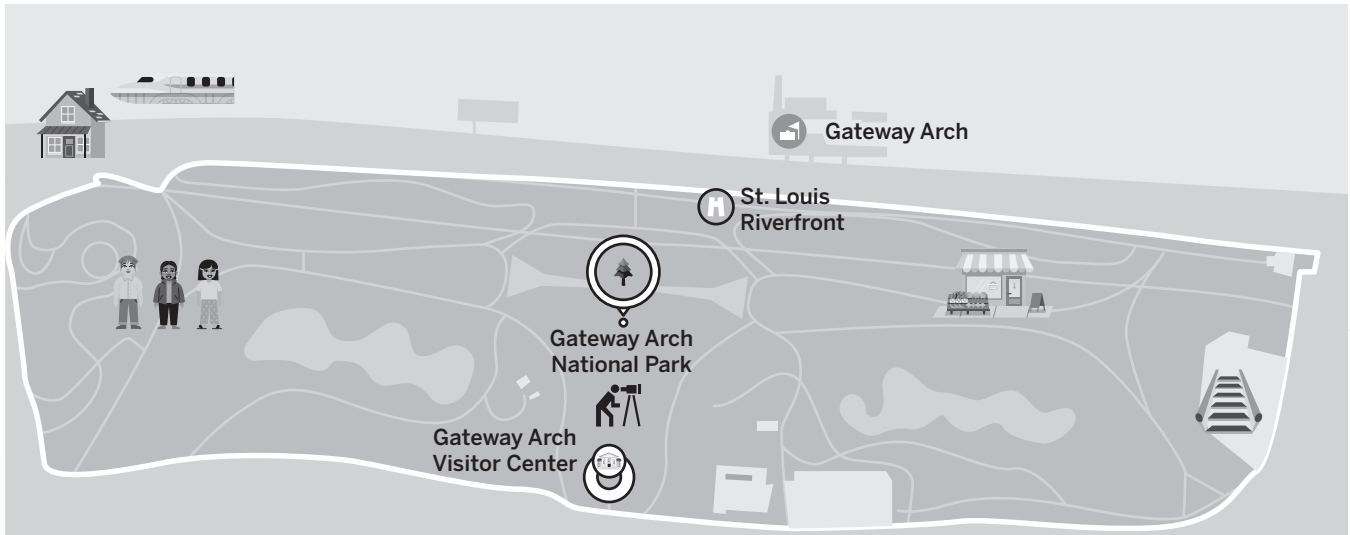 Gateway Arch
St. Louis
Riverfront
Gateway Arch
National Park
Gateway Arch
Visitor Center